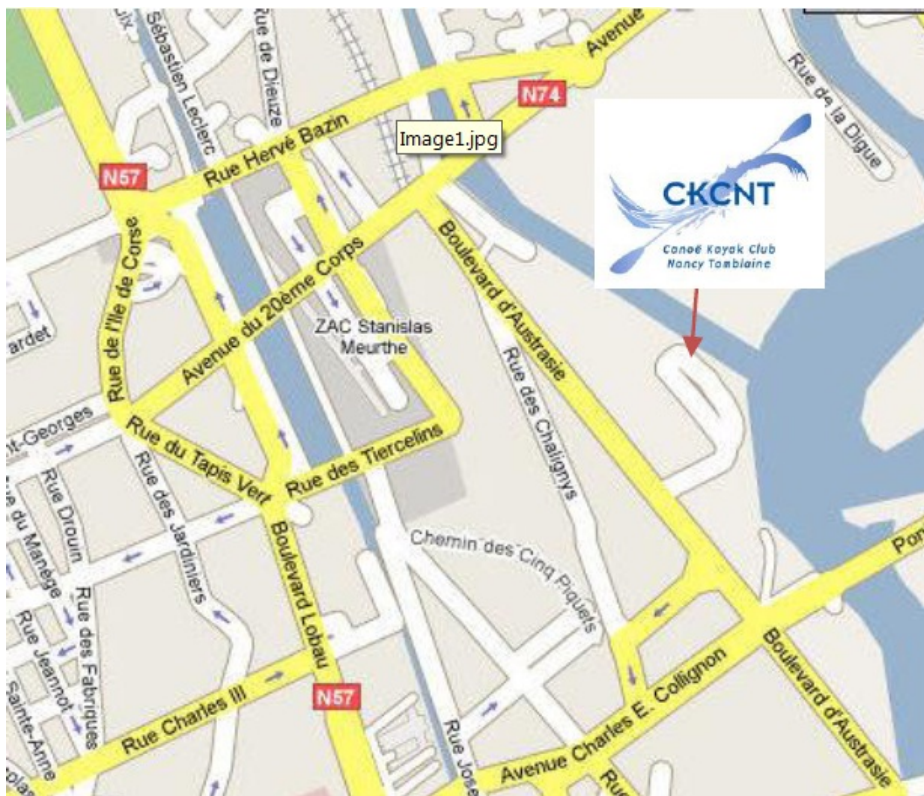 Sébastien Leclerc
Rue de Dieuze
Avenue
N74
Rue de la Digue
Image1.jpg
Rue Hervé Bazin
N57
CKCNT
Canoë Kayak Club
Nancy Tomblaine
Rue de l'Ile de Corse
Avenue du 20ème Corps
Boulevard d'Austrasie
ZAC Stanislas
Meurthe
Rue des Chalignys
Rue du Tapis Vert
Rue des Tiercelins
Rue Drouin
Rue des Jardiniers
Boulevard Lobau
Chemin des Cinq Piquets
Rue des Fabriques
Rue Jeannot
Sainte-Anne
Rue Charles III
N57
Avenue Charles E. Collignon
Boulevard d'Austrasie